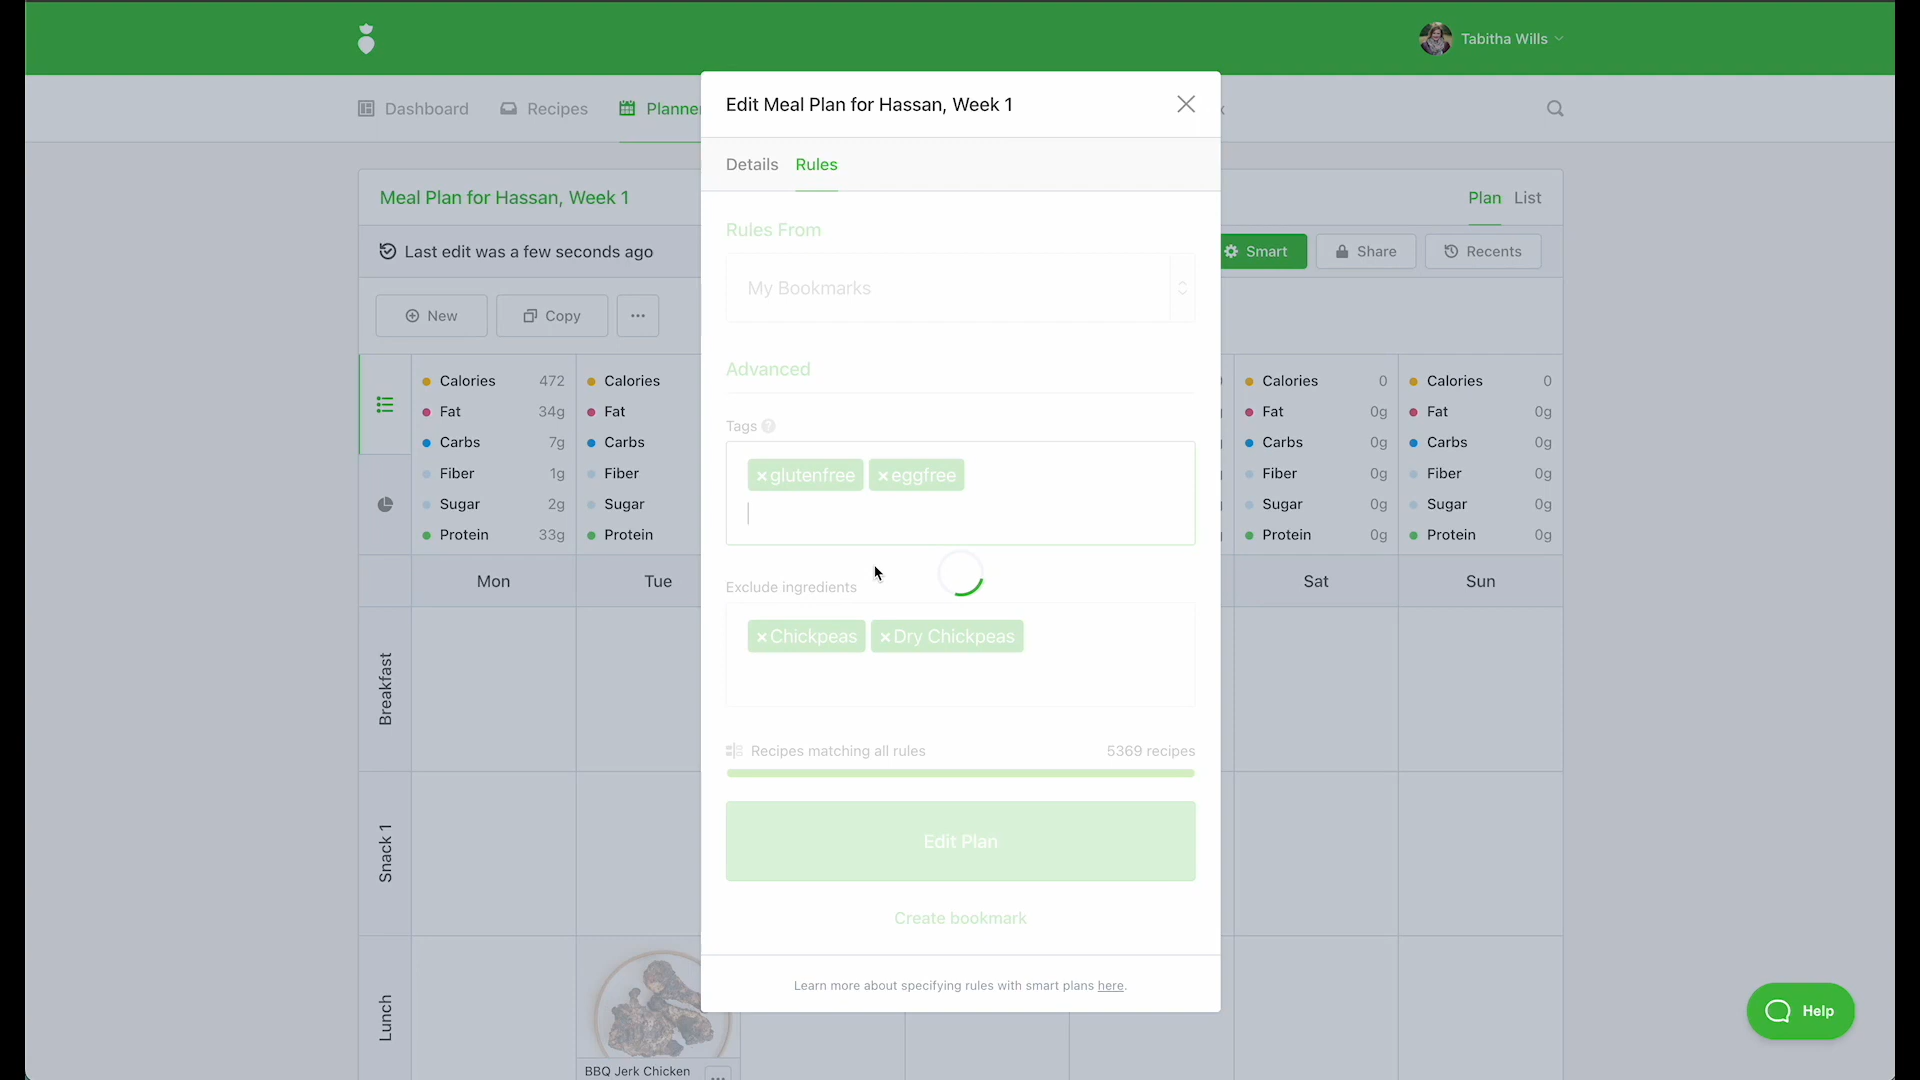 Tabitha Wills
Dashboard
Recipes
Planne
Meal Plan for Hassan, Week 1
Plan
List
Last edit was a few seconds ago
Smart
Share
Recents
New
Copy
Edit Meal Plan for Hassan, Week 1
Details
Rules
Rules From
My Bookmarks
Advanced
Tags
×glutenfree ×eggfree
Exclude ingredients
×Chickpeas ×Dry Chickpeas
Recipes matching all rules 5369 recipes
Edit Plan
Create bookmark
Learn more about specifying rules with smart plans here.
Calories 472
Fat 34g
Carbs 7g
Fiber 1g
Sugar 2g
Protein 33g
Calories
Fat
Carbs
Fiber
Sugar
Protein
Calories 0
Fat 0g
Carbs 0g
Fiber 0g
Sugar 0g
Protein 0g
Calories 0
Fat 0g
Carbs 0g
Fiber 0g
Sugar 0g
Protein 0g
Mon Tue Sat Sun
Breakfast
Snack 1
Lunch
BBQ Jerk Chicken
Help